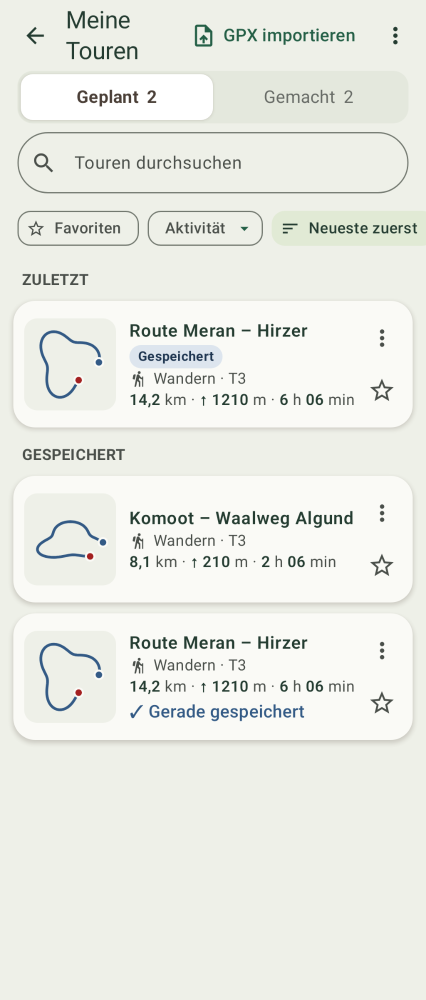 Meine
Touren
GPX importieren
Geplant 2
Gemacht 2
Touren durchsuchen
Favoriten
Aktivität
Neueste zuerst
ZULETZT
Route Meran – Hirzer
Gespeichert
Wandern · T3
14,2 km · ↑ 1210 m · 6 h 06 min
GESPEICHERT
Komoot – Waalweg Algund
Wandern · T3
8,1 km · ↑ 210 m · 2 h 06 min
Route Meran – Hirzer
Wandern · T3
14,2 km · ↑ 1210 m · 6 h 06 min
✓ Gerade gespeichert